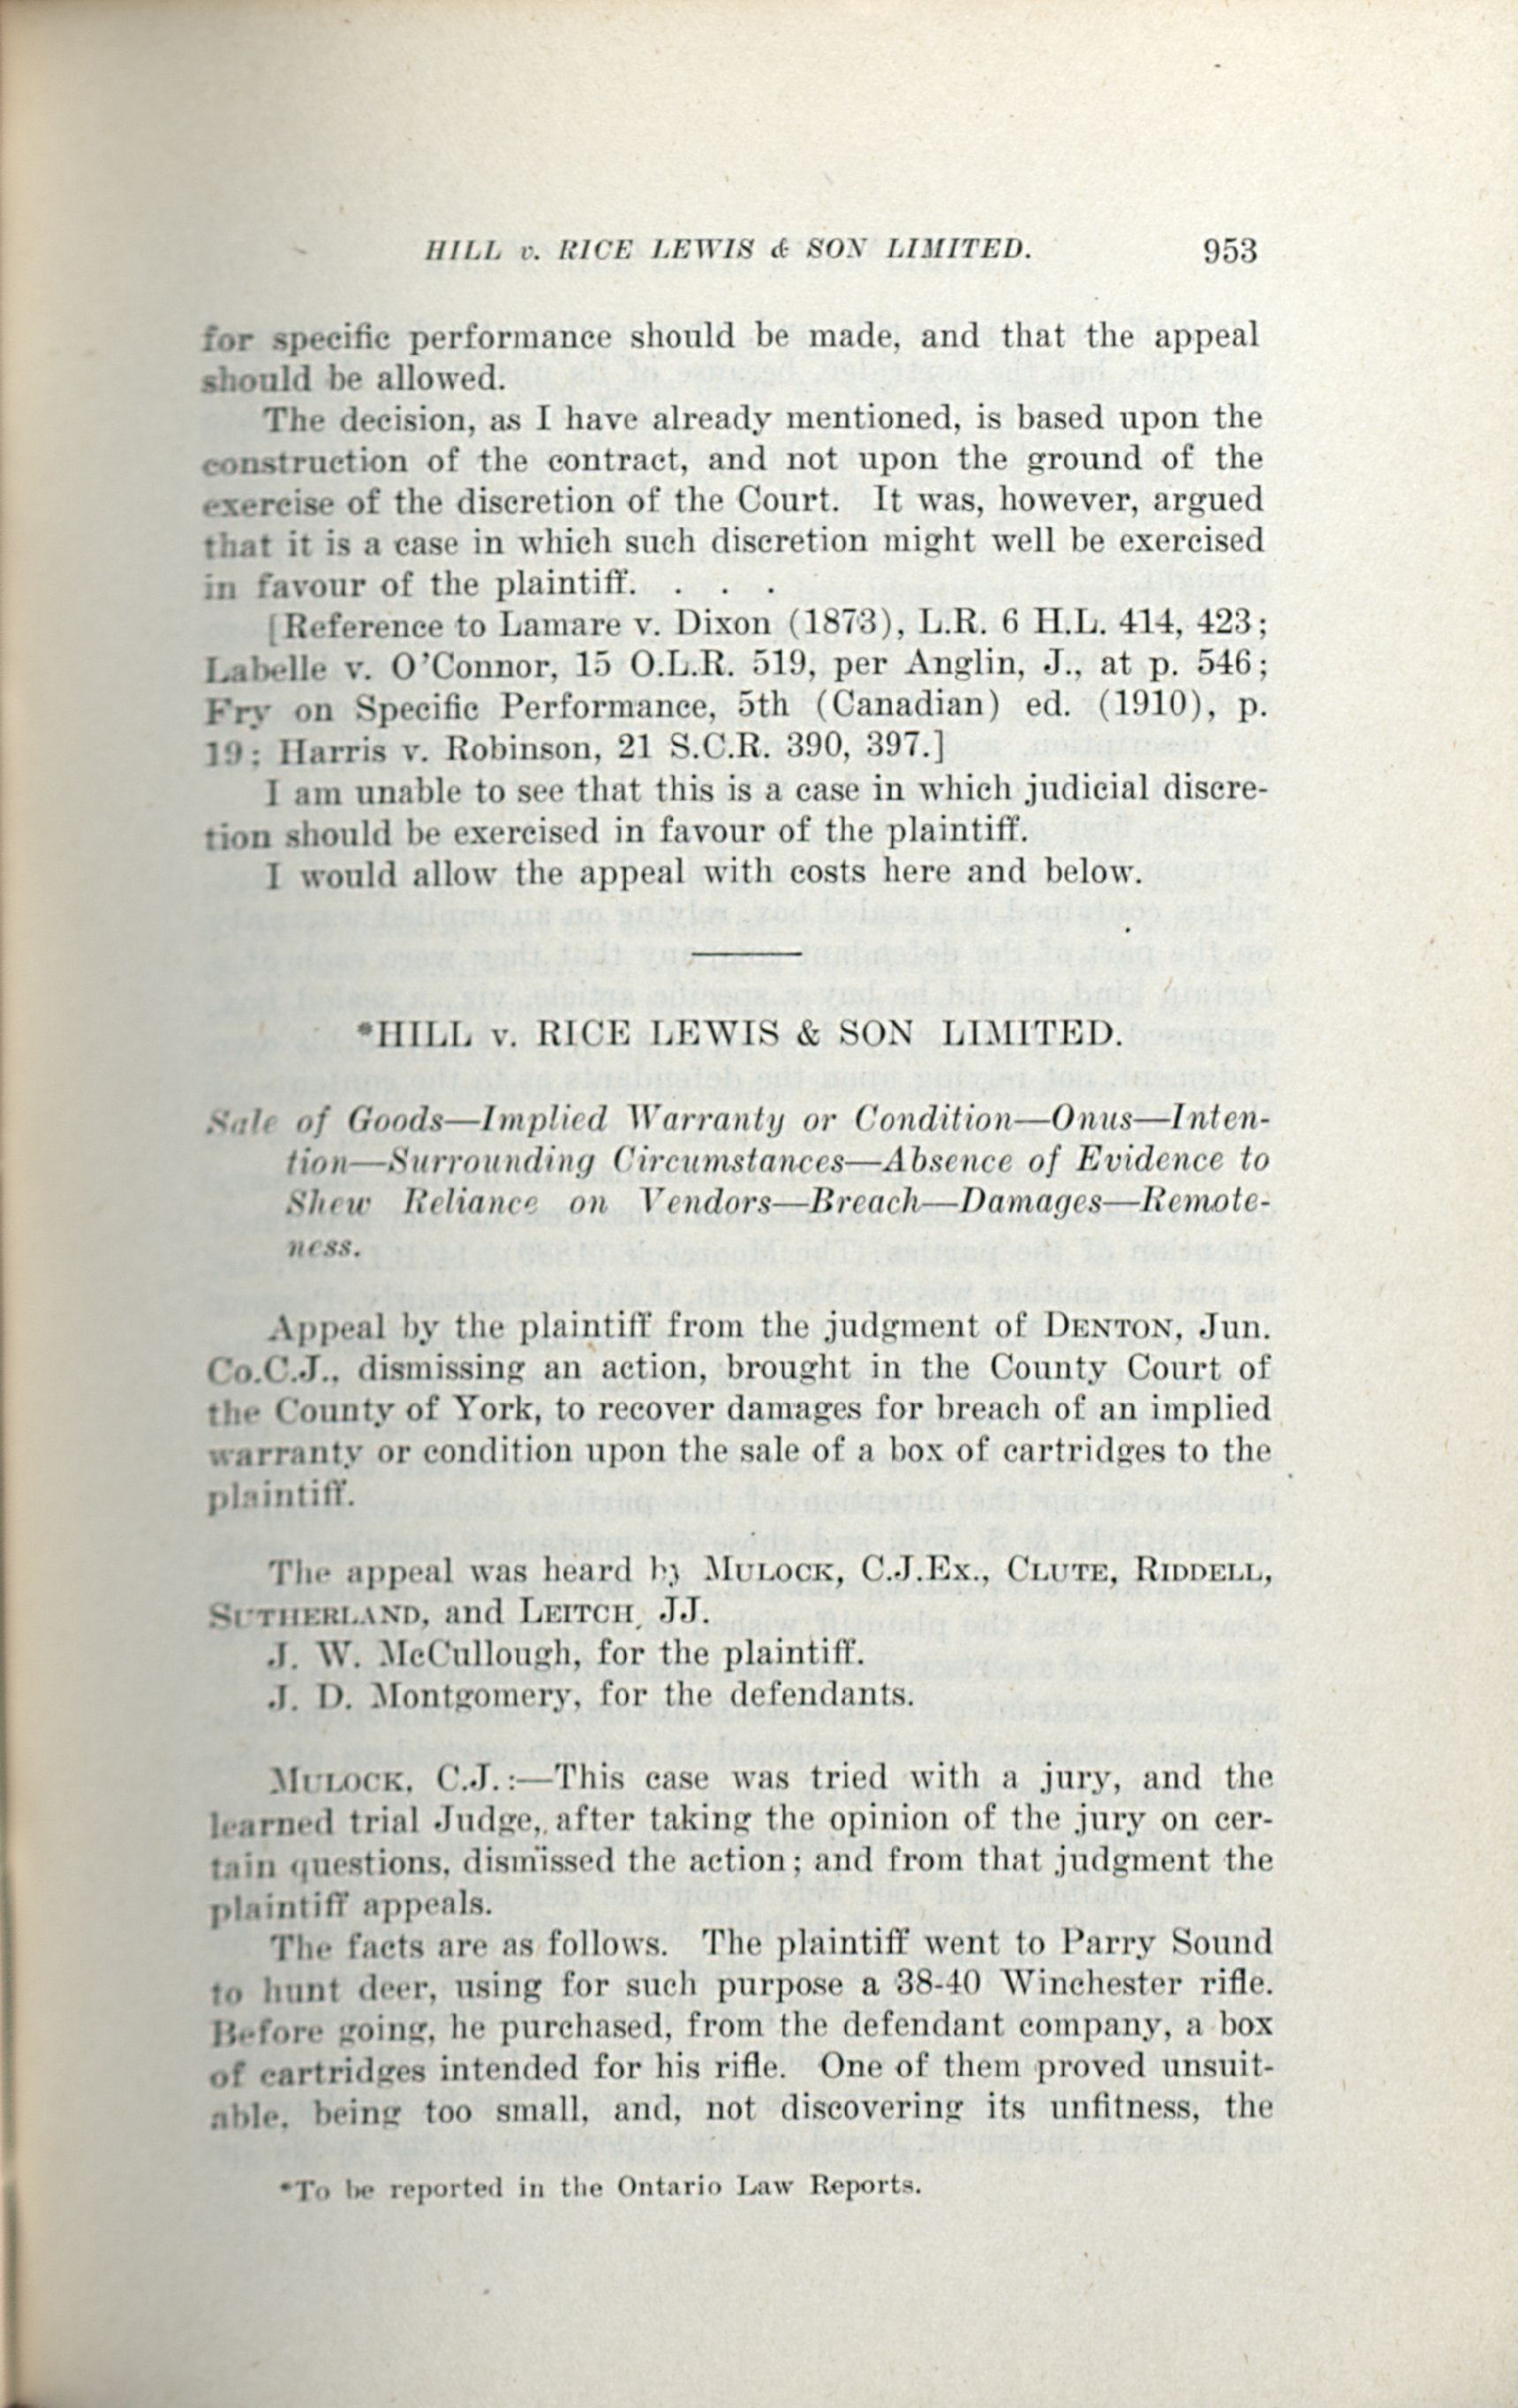 HILL v. RICE LEWIS & SON LIMITED. 953
for specific performance should be made, and that the appeal
should be allowed.
The decision, as I have already mentioned, is based upon the
construction of the contract, and not upon the ground of the
exercise of the discretion of the Court. It was, however, argued
that it is a case in which such discretion might well be exercised
in favour of the plaintiff. . . .
[Reference to Lamare v. Dixon (1873), L.R. 6 H.L. 414, 423;
Labelle v. O'Connor, 15 O.L.R. 519, per Anglin, J., at p. 546;
Fry on Specific Performance, 5th (Canadian) ed. (1910), p.
19; Harris v. Robinson, 21 S.C.R. 390, 397.]
I am unable to see that this is a case in which judicial discre-
tion should be exercised in favour of the plaintiff.
I would allow the appeal with costs here and below.
*HILL v. RICE LEWIS & SON LIMITED.
Sale of Goods—Implied Warranty or Condition—Onus—Inten-
tion—Surrounding Circumstances—Absence of Evidence to
Shew Reliance on Vendors—Breach—Damages—Remote-
ness.
Appeal by the plaintiff from the judgment of DENTON, Jun.
Co.C.J., dismissing an action, brought in the County Court of
the County of York, to recover damages for breach of an implied
warranty or condition upon the sale of a box of cartridges to the
plaintiff.
The appeal was heard by MULOCK, C.J.Ex., CLUTE, RIDDELL,
SUTHERLAND, and LEITCH, JJ.
J. W. McCullough, for the plaintiff.
J. D. Montgomery, for the defendants.
MULOCK, C.J.:—This case was tried with a jury, and the
learned trial Judge, after taking the opinion of the jury on cer-
tain questions, dismissed the action; and from that judgment the
plaintiff appeals.
The facts are as follows. The plaintiff went to Parry Sound
to hunt deer, using for such purpose a 38-40 Winchester rifle.
Before going, he purchased, from the defendant company, a box
of cartridges intended for his rifle. One of them proved unsuit-
able, being too small, and, not discovering its unfitness, the
*To be reported in the Ontario Law Reports.